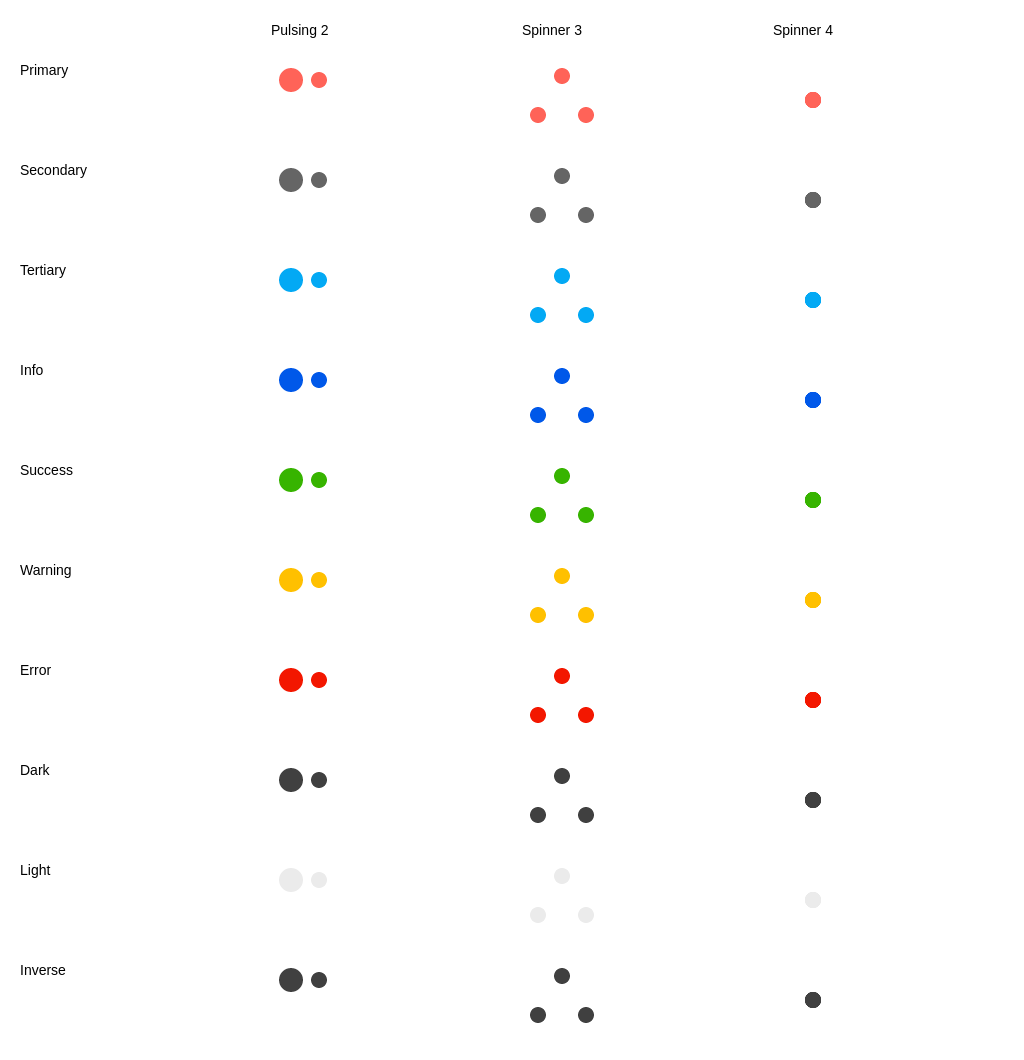 Pulsing 2 Spinner 3 Spinner 4
Primary
Secondary
Tertiary
Info
Success
Warning
Error
Dark
Light
Inverse